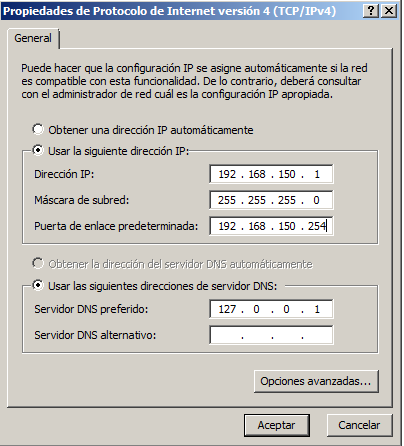 Propiedades de Protocolo de Internet versión 4 (TCP/IPv4)
General
Puede hacer que la configuración IP se asigne automáticamente si la red
es compatible con esta funcionalidad. De lo contrario, deberá consultar
con el administrador de red cuál es la configuración IP apropiada.
Obtener una dirección IP automáticamente
Usar la siguiente dirección IP:
Dirección IP: 192 . 168 . 150 . 1
Máscara de subred: 255 . 255 . 255 . 0
Puerta de enlace predeterminada: 192 . 168 . 150 . 254
Obtener la dirección del servidor DNS automáticamente
Usar las siguientes direcciones de servidor DNS:
Servidor DNS preferido: 127 . 0 . 0 . 1
Servidor DNS alternativo: . . .
Opciones avanzadas...
Aceptar Cancelar